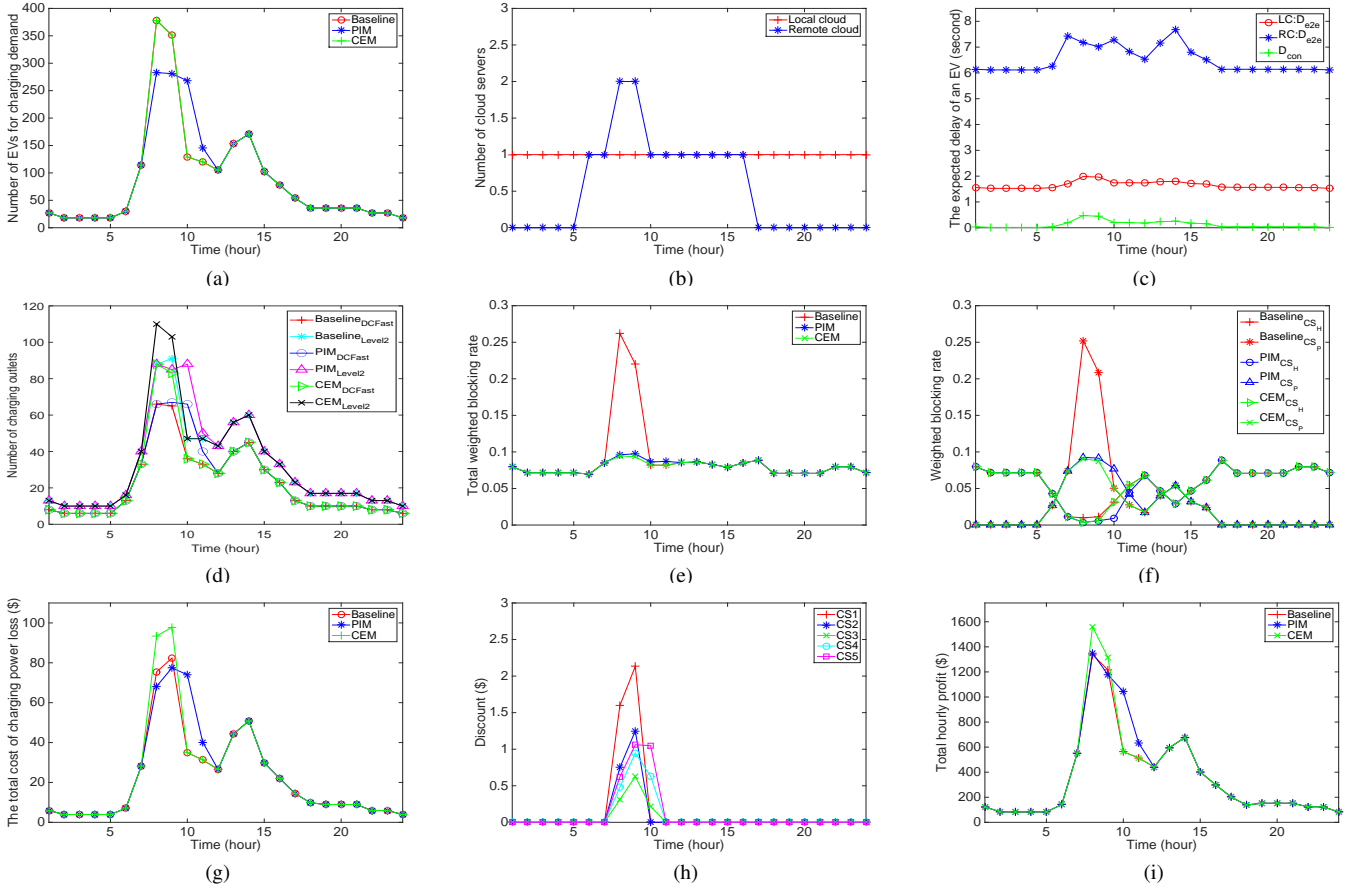 Number of EVs for charging demand
400
350
300
250
200
150
100
50
0
5
10
15
20
Time (hour)
Baseline
PIM
CEM
(a)
Number of cloud servers
3
2.5
2
1.5
1
0.5
0
5
10
15
20
Time (hour)
Local cloud
Remote cloud
(b)
The expected delay of an EV (second)
8
7
6
5
4
3
2
1
0
5
10
15
20
Time (hour)
LC:De2e
RC:De2e
Dcon
(c)
Number of charging outlets
120
100
80
60
40
20
0
5
10
15
20
Time (hour)
BaselineDCFast
BaselineLevel2
PIMDCFast
PIMLevel2
CEMDCFast
CEMLevel2
(d)
Total weighted blocking rate
0.3
0.25
0.2
0.15
0.1
0.05
0
5
10
15
20
Time (hour)
Baseline
PIM
CEM
(e)
Weighted blocking rate
0.3
0.25
0.2
0.15
0.1
0.05
0
5
10
15
20
Time (hour)
BaselineCSH
BaselineCSP
PIMCSH
PIMCSP
CEMCSH
CEMCSP
(f)
The total cost of charging power loss ($)
100
80
60
40
20
0
5
10
15
20
Time (hour)
Baseline
PIM
CEM
(g)
Discount ($)
3
2.5
2
1.5
1
0.5
0
5
10
15
20
Time (hour)
CS1
CS2
CS3
CS4
CS5
(h)
Total hourly profit ($)
1600
1400
1200
1000
800
600
400
200
0
5
10
15
20
Time (hour)
Baseline
PIM
CEM
(i)